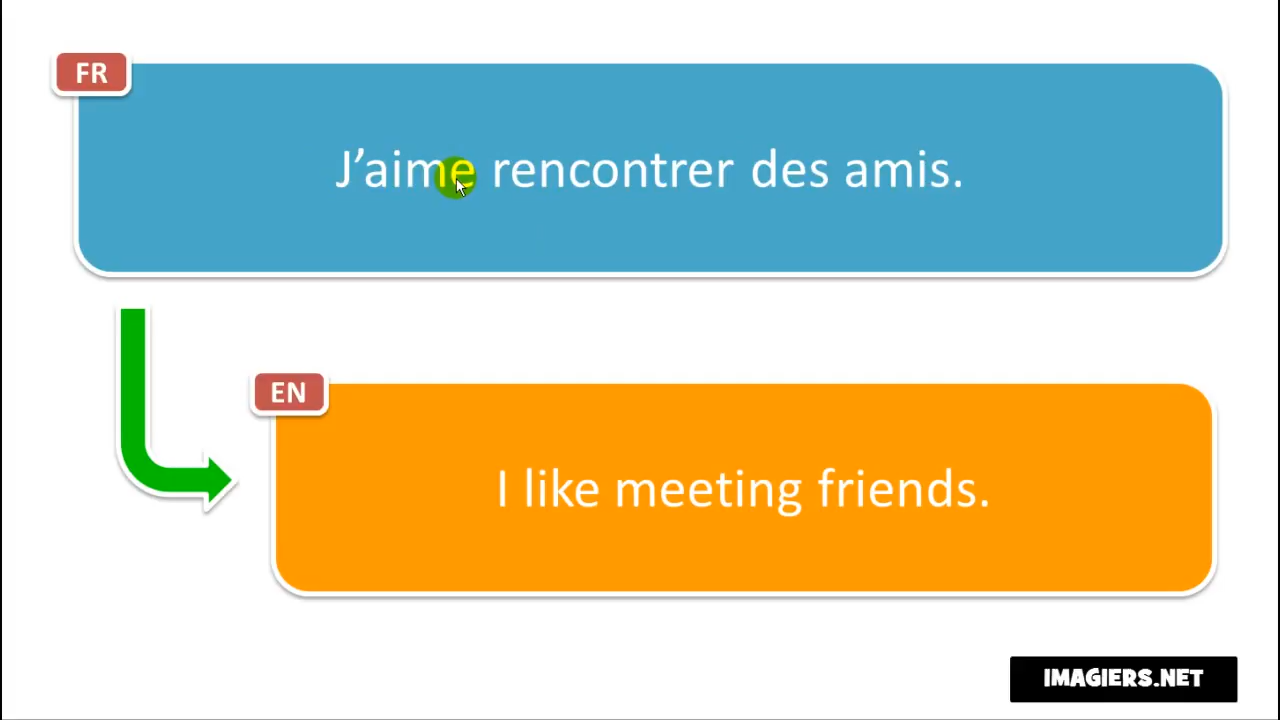 FR
J’aime rencontrer des amis.
EN
I like meeting friends.
IMAGIERS.NET